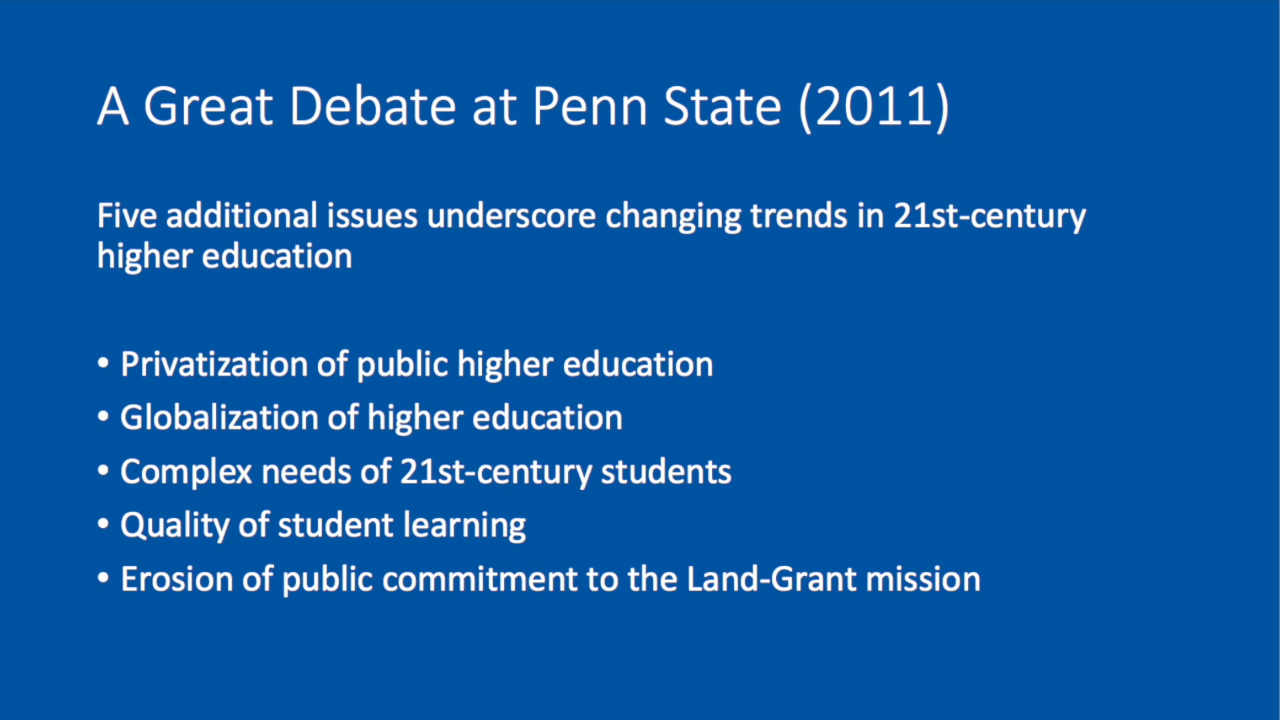 A Great Debate at Penn State (2011)
Five additional issues underscore changing trends in 21st-century
higher education
• Privatization of public higher education
• Globalization of higher education
• Complex needs of 21st-century students
• Quality of student learning
• Erosion of public commitment to the Land-Grant mission